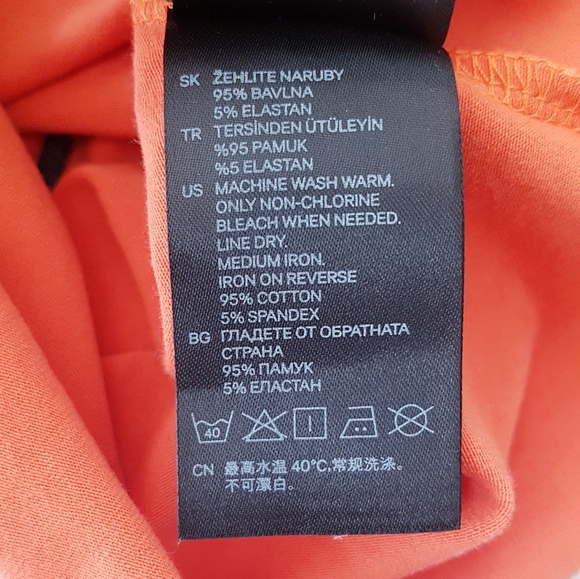 SK ŽEHLITE NARUBY
95% BAVLNA
5% ELASTAN
TR TERSİNDEN ÜTÜLEYİN
%95 PAMUK
%5 ELASTAN
US MACHINE WASH WARM.
ONLY NON-CHLORINE
BLEACH WHEN NEEDED.
LINE DRY.
MEDIUM IRON.
IRON ON REVERSE
95% COTTON
5% SPANDEX
BG ГЛАДЕТЕ ОТ ОБРАТНАТА
СТРАНА
95% ПАМУК
5% ЕЛАСТАН
40
CN 最高水温40°C,常规洗涤。
不可漂白。